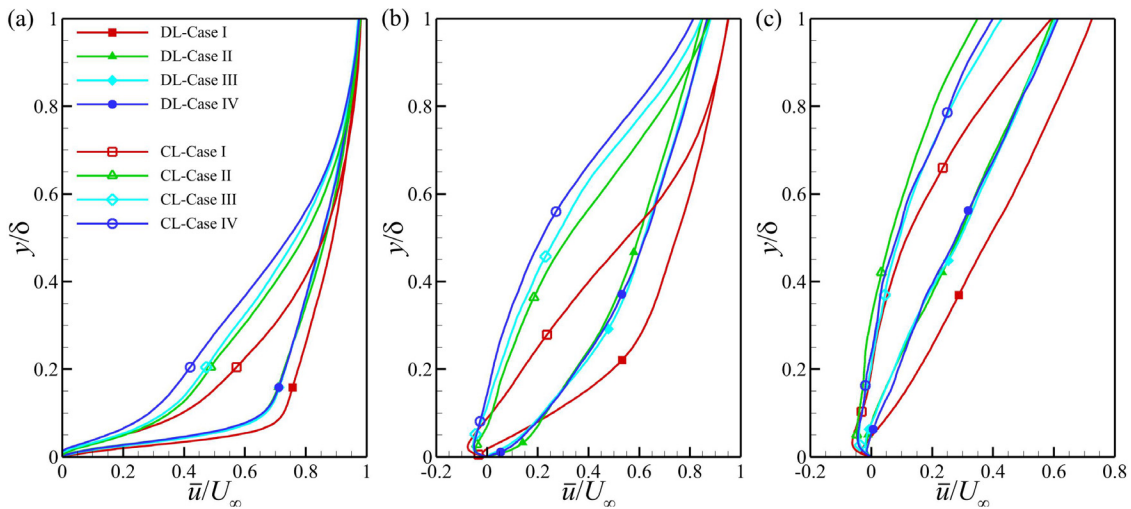 (a)
1
0.8
0.6
0.4
0.2
0
y/δ
0 0.2 0.4 0.6 0.8 1
u̅/U∞
DL-Case I
DL-Case II
DL-Case III
DL-Case IV
CL-Case I
CL-Case II
CL-Case III
CL-Case IV
(b)
1
0.8
0.6
0.4
0.2
0
y/δ
-0.2 0 0.2 0.4 0.6 0.8 1
u̅/U∞
(c)
1
0.8
0.6
0.4
0.2
0
y/δ
-0.2 0 0.2 0.4 0.6 0.8
u̅/U∞